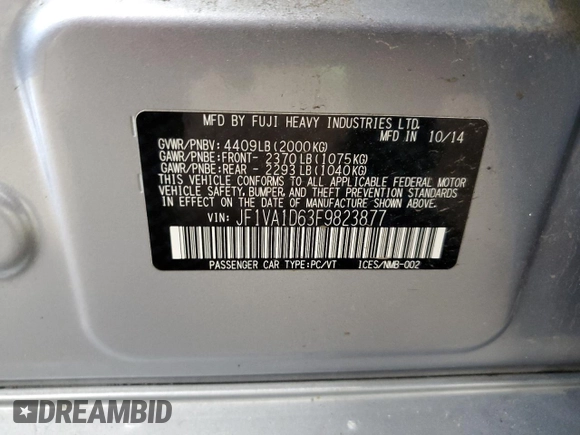 MFD BY FUJI HEAVY INDUSTRIES LTD.
MFD IN 10/14
GVWR/PNBV: 4409LB(2000KG)
GAWR/PNBE:FRONT- 2370LB(1075KG)
GAWR/PNBE:REAR - 2293LB(1040KG)
THIS VEHICLE CONFORMS TO ALL APPLICABLE FEDERAL MOTOR
VEHICLE SAFETY, BUMPER, AND THEFT PREVENTION STANDARDS
IN EFFECT ON THE DATE OF MANUFACTURE SHOWN ABOVE.
VIN: JF1VA1D63F9823877
PASSENGER CAR TYPE:PC/VT ICES/NMB-002
DREAMBID